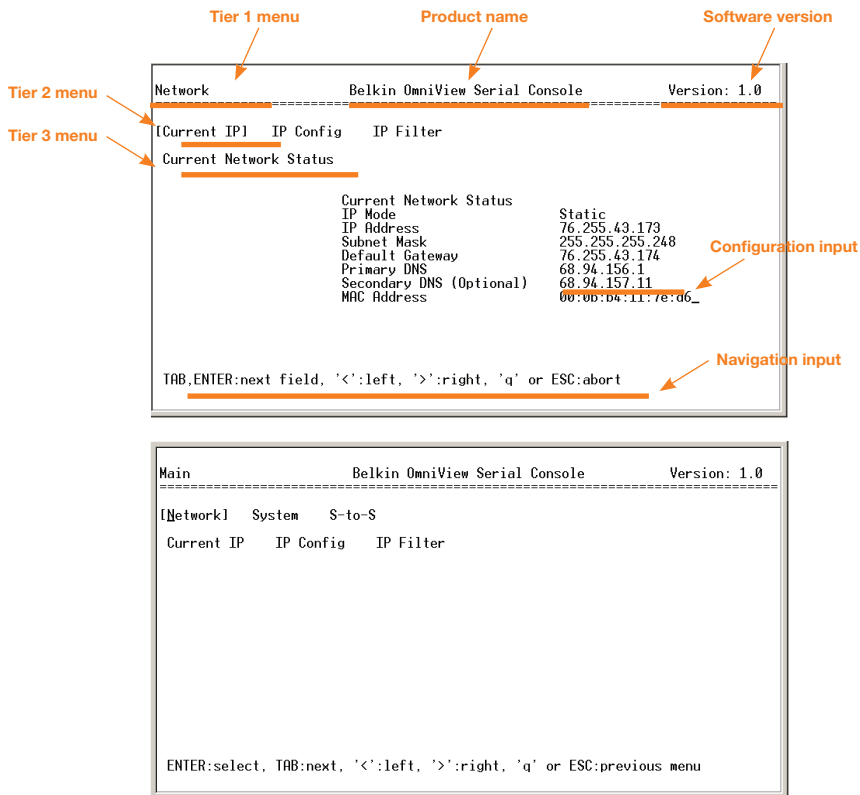 Tier 1 menu Product name Software version
Network Belkin OmniView Serial Console Version: 1.0
Tier 2 menu
[Current IP] IP Config IP Filter
Tier 3 menu
Current Network Status
Current Network Status
IP Mode Static
IP Address 76.255.43.173
Subnet Mask 255.255.255.248
Default Gateway 76.255.43.174
Primary DNS 68.94.156.1
Secondary DNS (Optional) 68.94.157.11
MAC Address 00:0b:b4:11:7e:d6_
Configuration input
Navigation input
TAB,ENTER:next field, '<':left, '>':right, 'q' or ESC:abort
Main Belkin OmniView Serial Console Version: 1.0
[Network] System S-to-S
Current IP IP Config IP Filter
ENTER:select, TAB:next, '<':left, '>':right, 'q' or ESC:previous menu